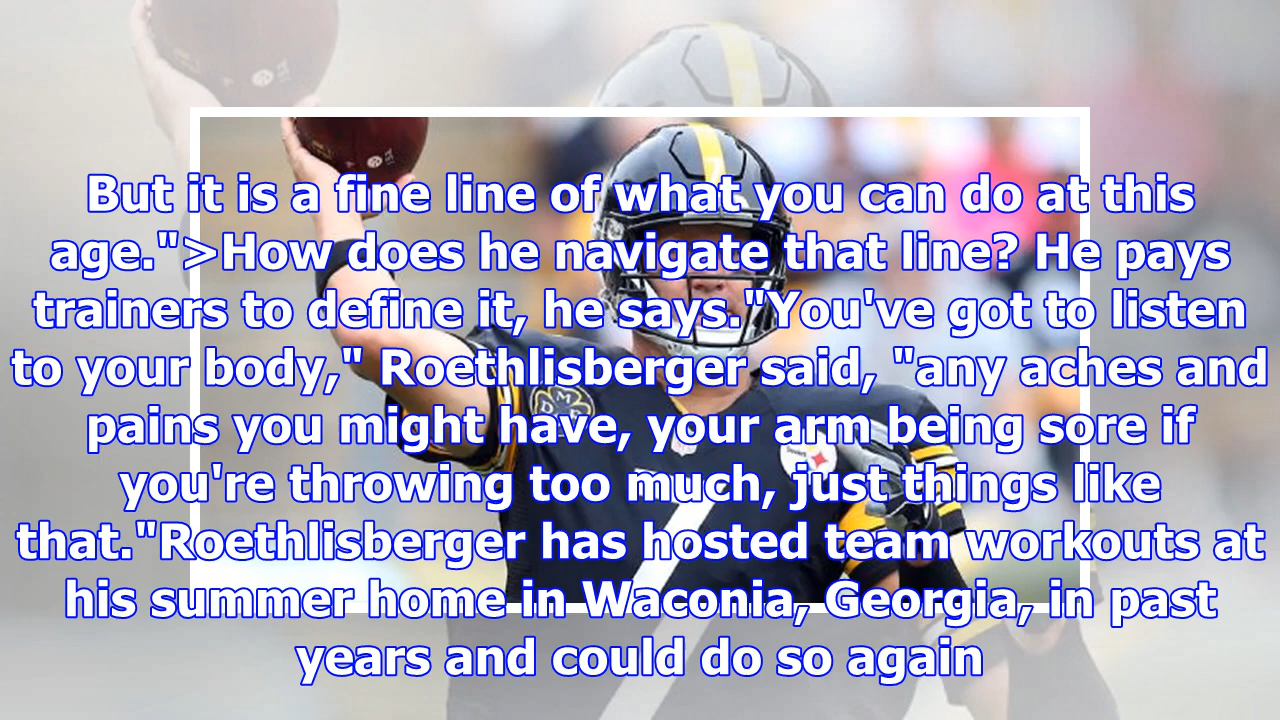 But it is a fine line of what you can do at this
age.">How does he navigate that line? He pays
trainers to define it, he says."You've got to listen
to your body," Roethlisberger said, "any aches and
pains you might have, your arm being sore if
you're throwing too much, just things like
that."Roethlisberger has hosted team workouts at
his summer home in Waconia, Georgia, in past
years and could do so again